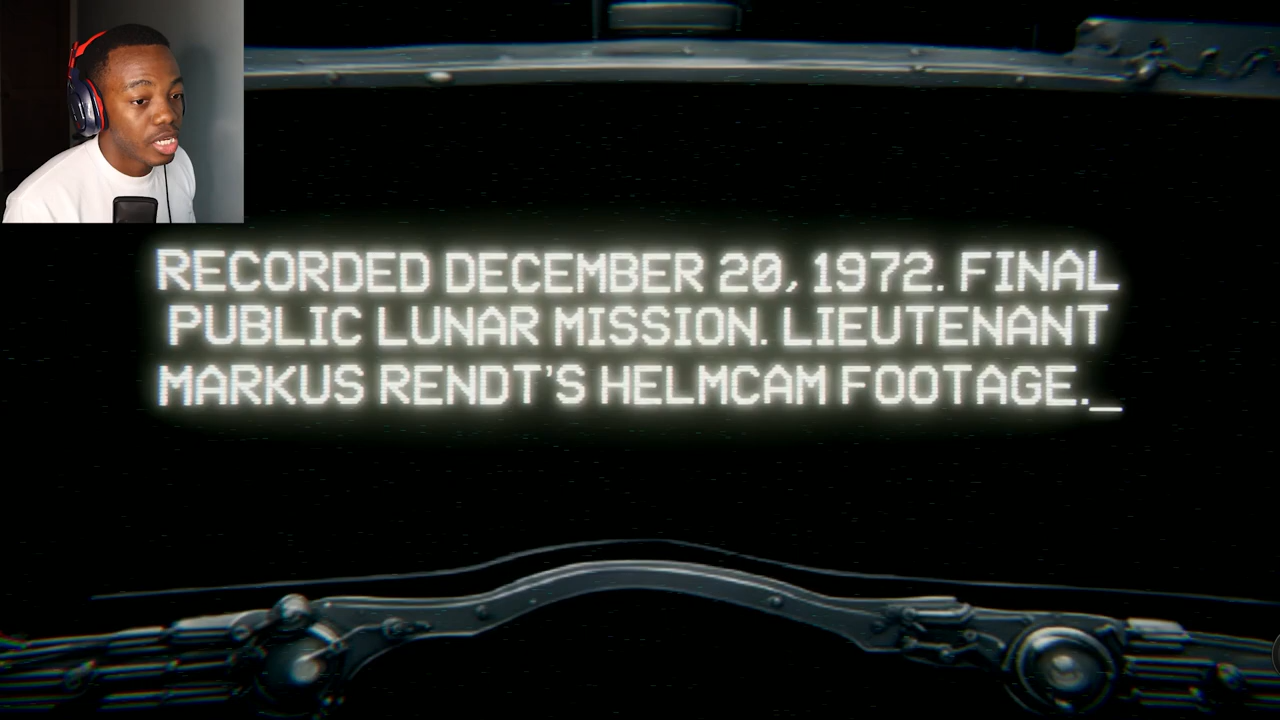 RECORDED DECEMBER 20, 1972. FINAL
PUBLIC LUNAR MISSION. LIEUTENANT
MARKUS RENDT'S HELMCAM FOOTAGE._